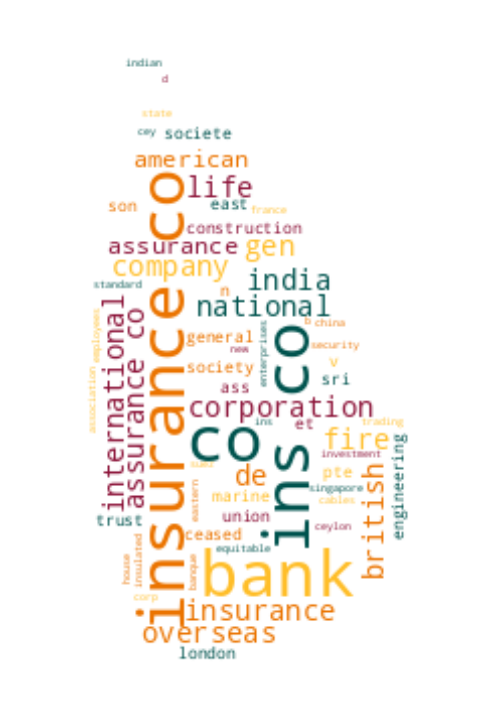 indian
d
state
cey
societe
american
insurance co
life
son
east
france
construction
assurance
gen
company
india
standard
n
national
international
assurance co
employees
association
general
new
enterprises
ins co
b
china
security
society
v
sri
ass
corporation
et
ins
trading
co
fire
engineering
investment
suez
de
pte
british
singapore
marine
eastern
cables
trust
union
ceylon
ceased
equitable
house
insulated
banque
bank
corp
insurance
overseas
london